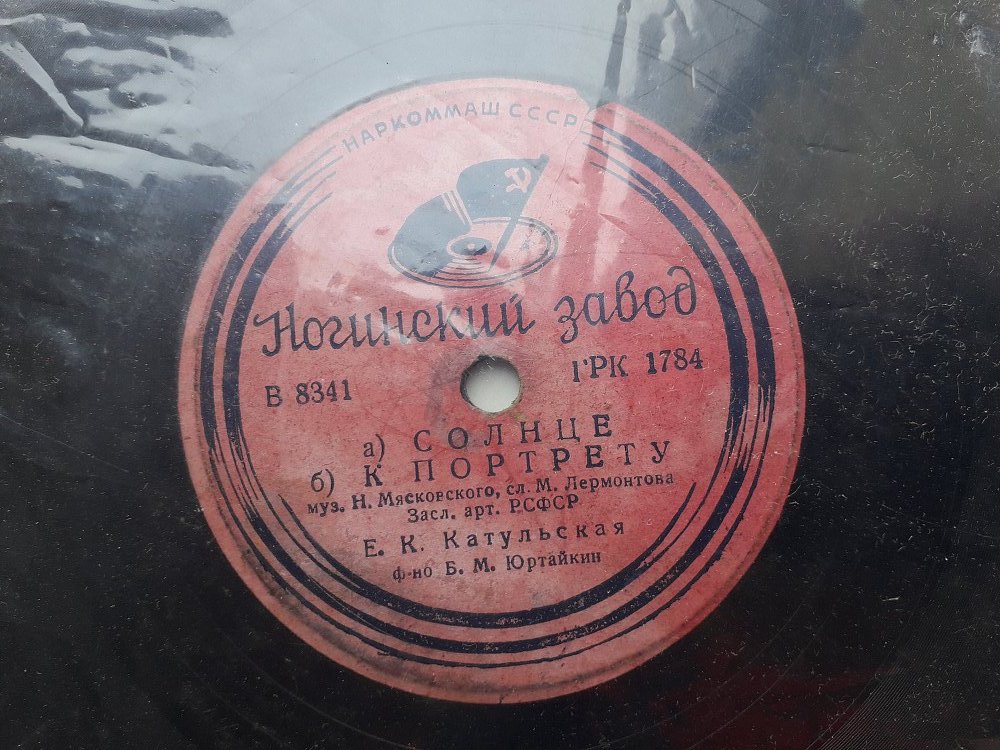 НАРКОММАШ СССР
Ногинский завод
В 8341
ГРК 1784
а) СОЛНЦЕ
б) К ПОРТРЕТУ
муз. Н. Мясковского, сл. М. Лермонтова
Засл. арт. РСФСР
Е. К. Катульская
ф-но Б. М. Юртайкин